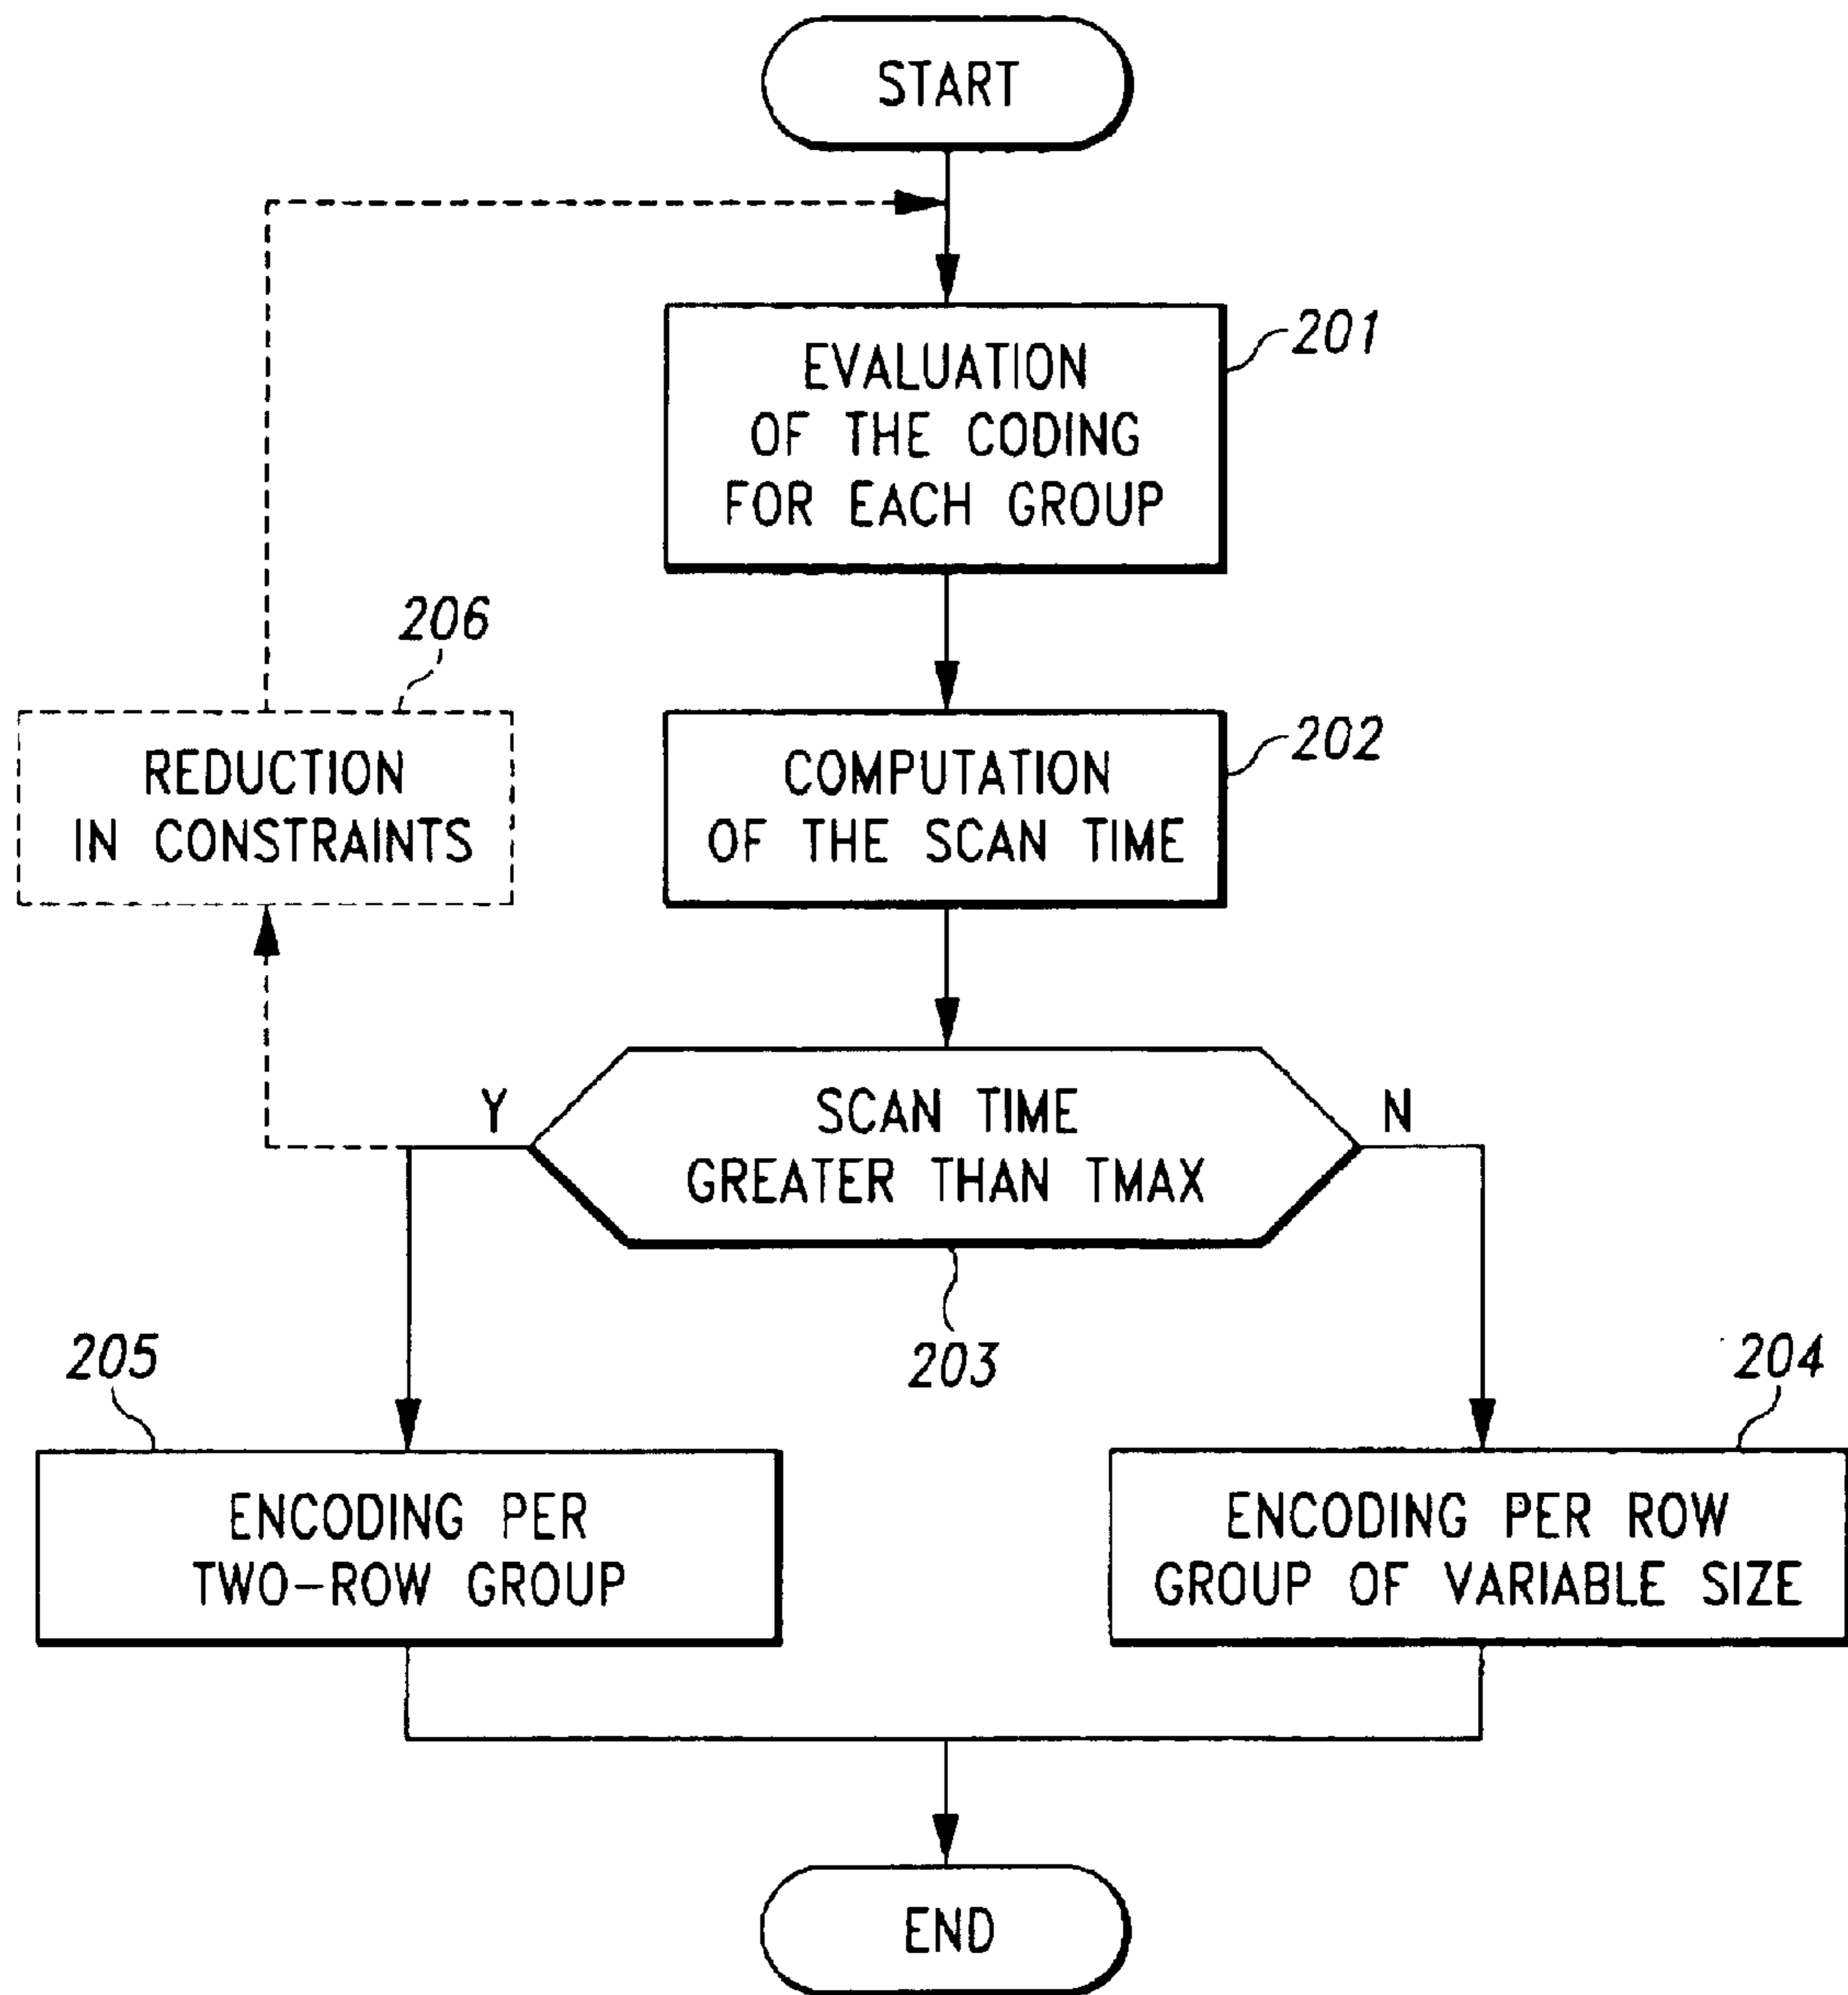 START
EVALUATION
OF THE CODING
FOR EACH GROUP
201
206
REDUCTION
IN CONSTRAINTS
COMPUTATION
OF THE SCAN TIME
202
Y
SCAN TIME
GREATER THAN TMAX
N
203
205
204
ENCODING PER
TWO-ROW GROUP
ENCODING PER ROW
GROUP OF VARIABLE SIZE
END